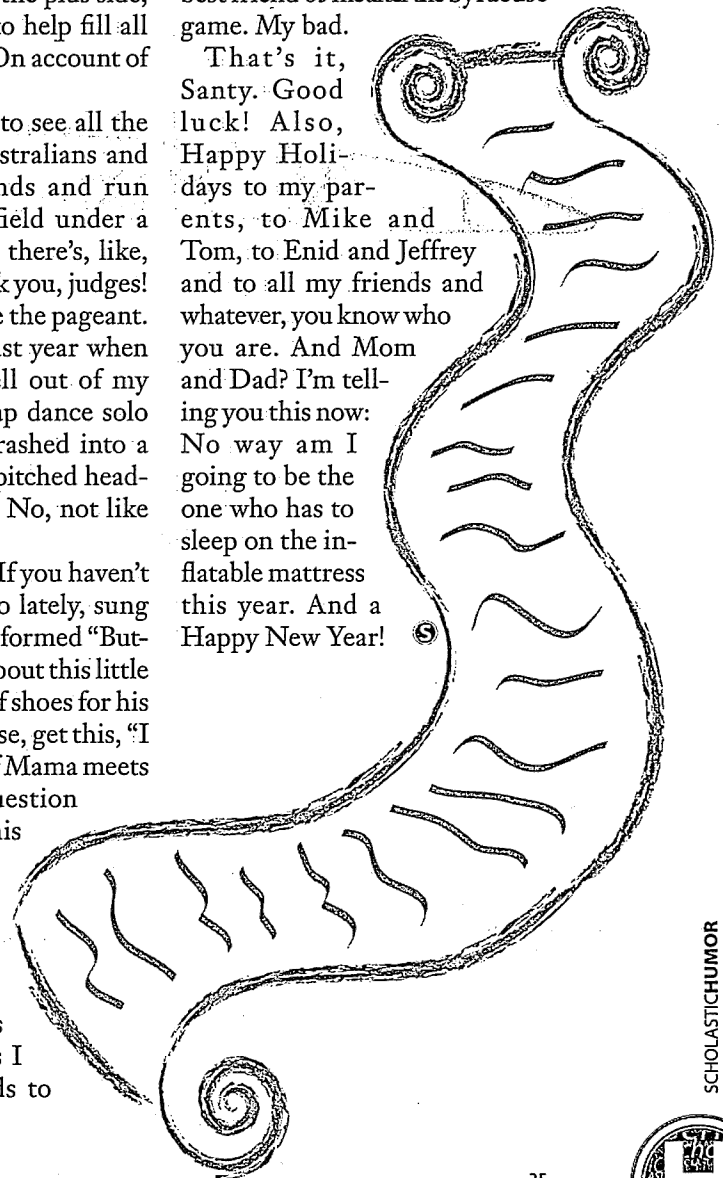 the plus side,
to help fill all
On account of
to see all the
stralians and
nds and run
field under a
there's, like,
k you, judges!
e the pageant.
ast year when
ell out of my
ap dance solo
rashed into a
pitched head-
No, not like
If you haven't
o lately, sung
formed "But-
bout this little
f shoes for his
se, get this, "I
f Mama meets
uestion
his
s
s I
ls to
game. My bad.
That's it,
Santy. Good
luck! Also,
Happy Holi-
days to my par-
ents, to Mike and
Tom, to Enid and Jeffrey
and to all my friends and
whatever, you know who
you are. And Mom
and Dad? I'm tell-
ing you this now:
No way am I
going to be the
one who has to
sleep on the in-
flatable mattress
this year. And a
Happy New Year! S
SCHOLASTICHUMOR